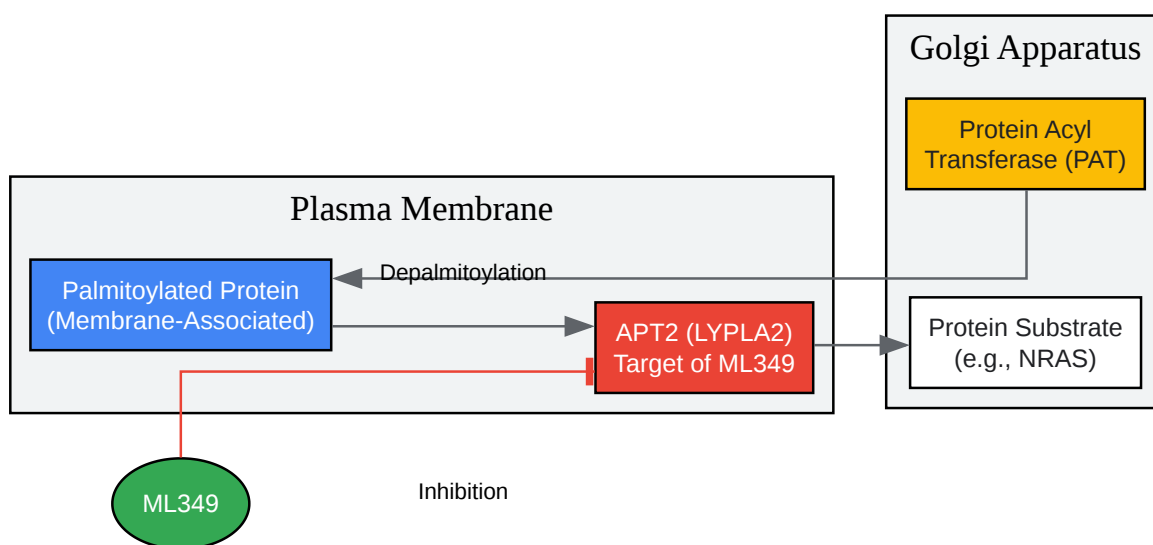 Golgi Apparatus
Protein Acyl
Transferase (PAT)
Plasma Membrane
Depalmitoylation
Palmitoylated Protein
(Membrane-Associated)
APT2 (LYPLA2)
Target of ML349
Protein Substrate
(e.g., NRAS)
ML349
Inhibition